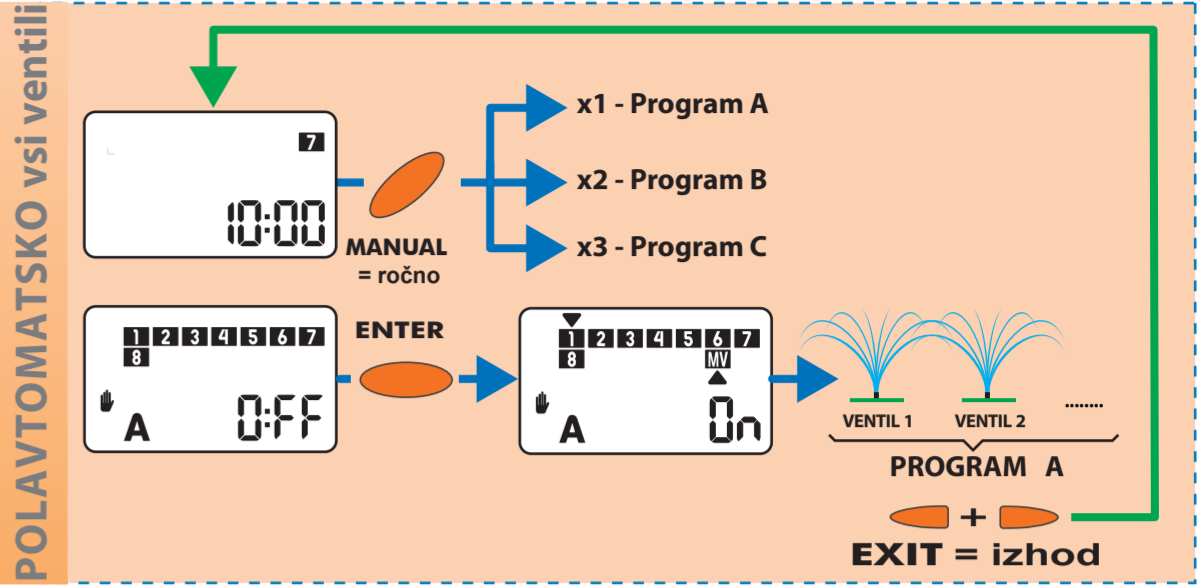 POLAVTOMATSKO vsi ventili
7
10:00
MANUAL
= ročno
x1 - Program A
x2 - Program B
x3 - Program C
1 2 3 4 5 6 7
8
A 0:FF
ENTER
1 2 3 4 5 6 7
8 MV
A 0n
VENTIL 1 VENTIL 2 ........
PROGRAM A
+
EXIT = izhod